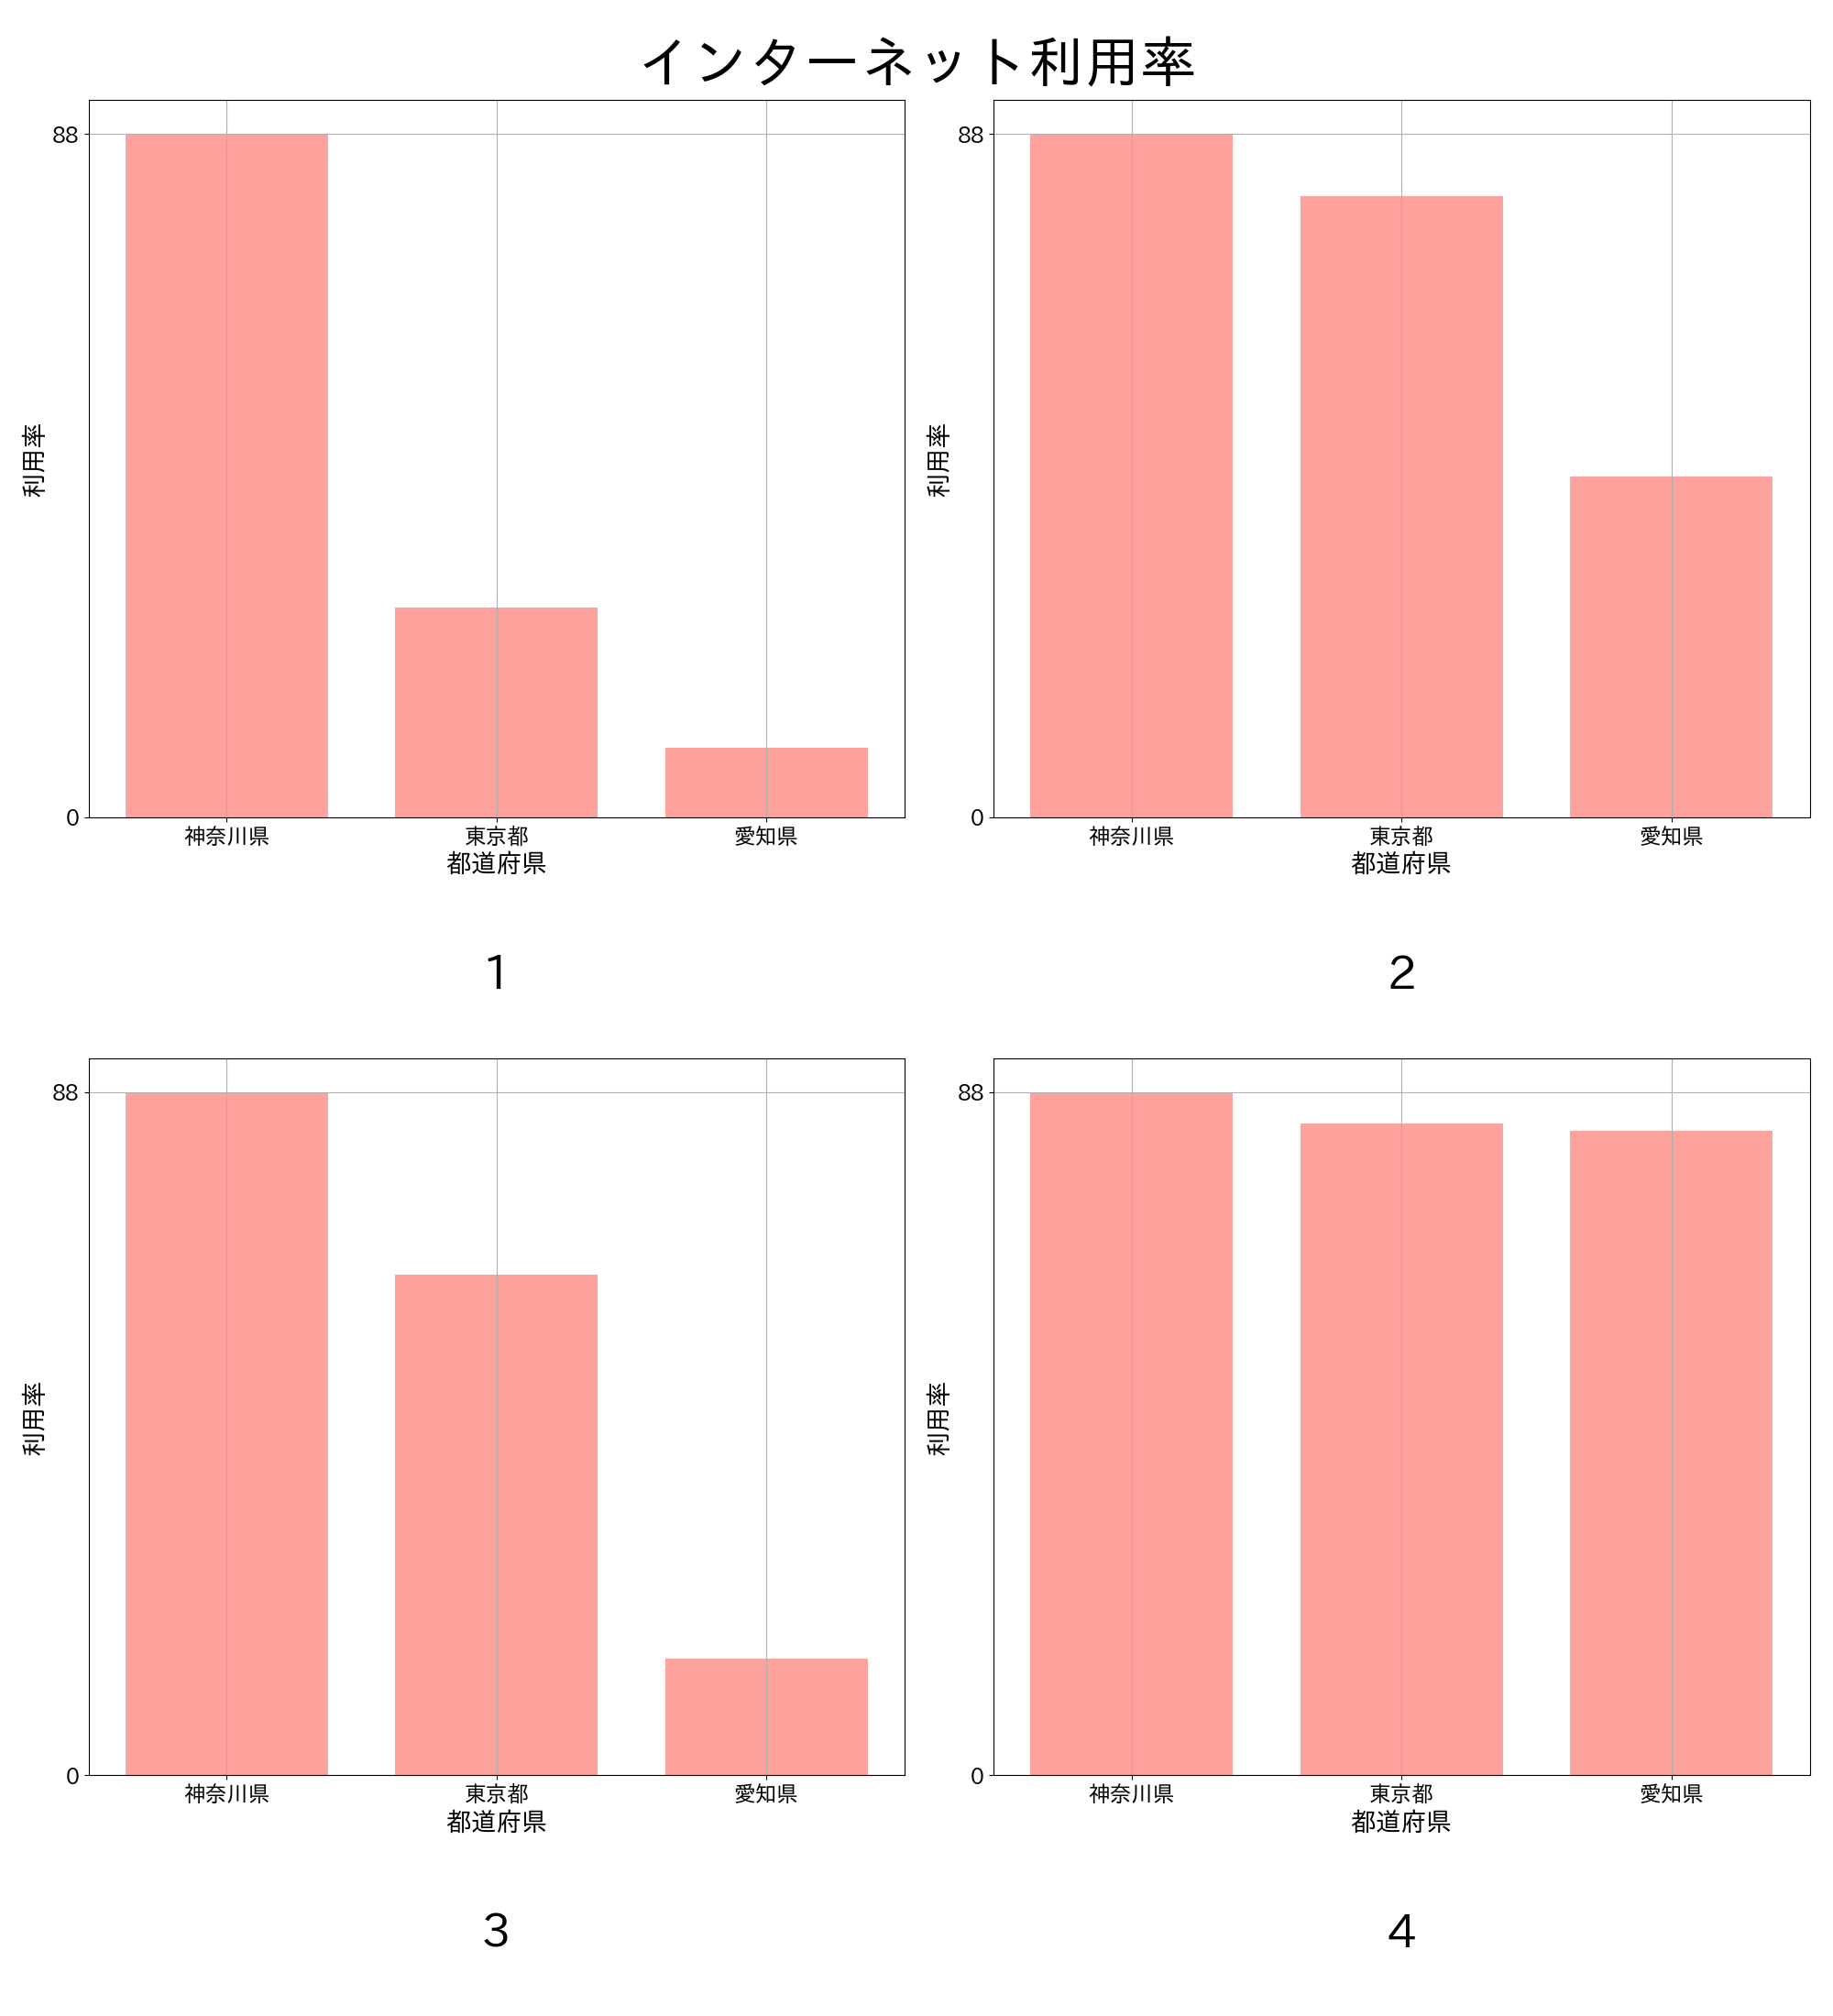 インターネット利用率
88
0
利用率
神奈川県 東京都 愛知県
都道府県
1
88
0
利用率
神奈川県 東京都 愛知県
都道府県
2
88
0
利用率
神奈川県 東京都 愛知県
都道府県
3
88
0
利用率
神奈川県 東京都 愛知県
都道府県
4